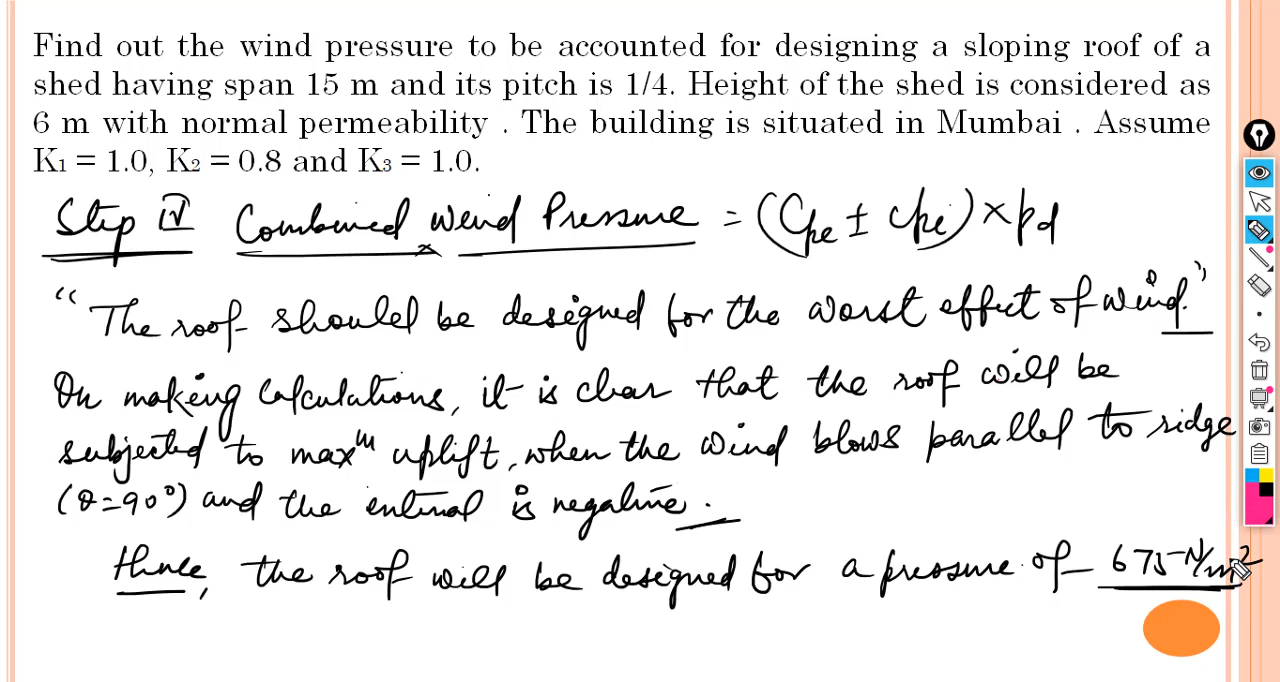 Find out the wind pressure to be accounted for designing a sloping roof of a
shed having span 15 m and its pitch is 1/4. Height of the shed is considered as
6 m with normal permeability . The building is situated in Mumbai . Assume
K1 = 1.0, K2 = 0.8 and K3 = 1.0.
Step IV Combined Wend Pressure = (Cpe ± Cpi) × pd
"The roof should be designed for the worst effect of wind."
On making Calculations, it is clear that the roof will be
subjected to maxm uplift, when the wind blows parallel to ridge
(θ=90°) and the internal is negative.
Hence, the roof will be designed for a pressure of 675 N/m2